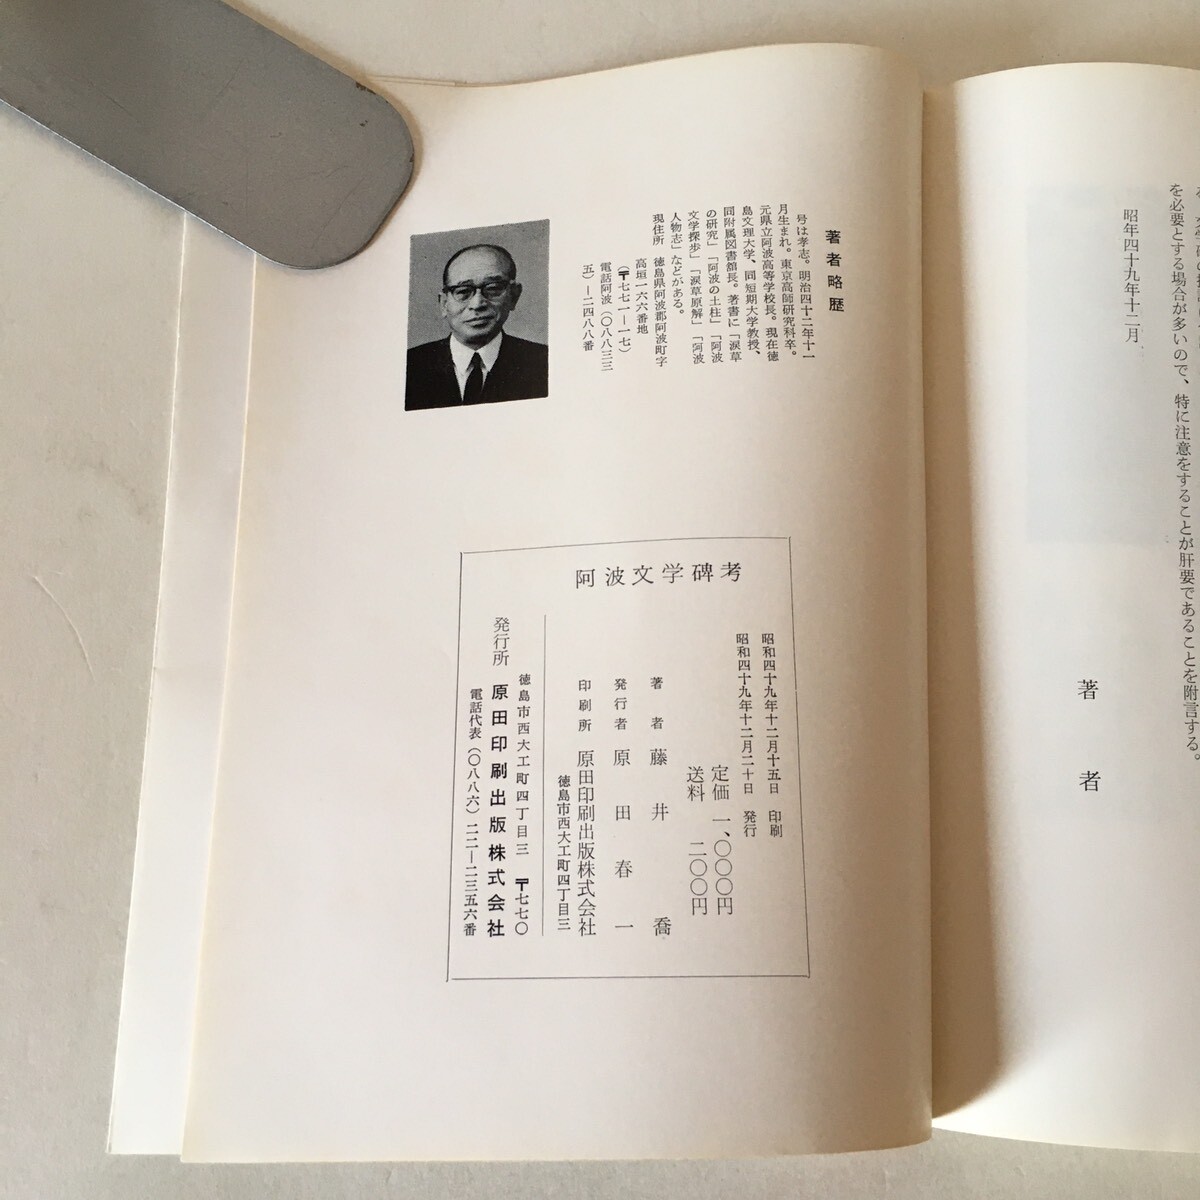 を必要とする場合が多いので、特に注意をすることが肝要であることを附言する。
昭年四十九年十二月
著者
著者略歴
号は孝志。明治四十二年十一
月生まれ。東京高師研究科卒。
元県立阿波高等学校長。現在徳
島文理大学、同短期大学教授、
同附属図書館長。著書に「涙草
の研究」「阿波の土柱」「阿波
文学探歩」「涙草原解」「阿波
人物志」などがある。
現住所 徳島県阿波郡阿波町字
高垣一六六番地
(〒七七一―一七)
電話阿波(〇八八三三
五)―二四八八番
阿波文学碑考
昭和四十九年十二月十五日 印刷
昭和四十九年十二月二十日 発行
定価 一、〇〇〇円
送料 二〇〇円
著者 藤井喬
発行者 原田春一
印刷所 原田印刷出版株式会社
徳島市西大工町四丁目三
徳島市西大工町四丁目三 〒七七〇
発行所 原田印刷出版株式会社
電話代表(〇八八六)二二―二三五六番